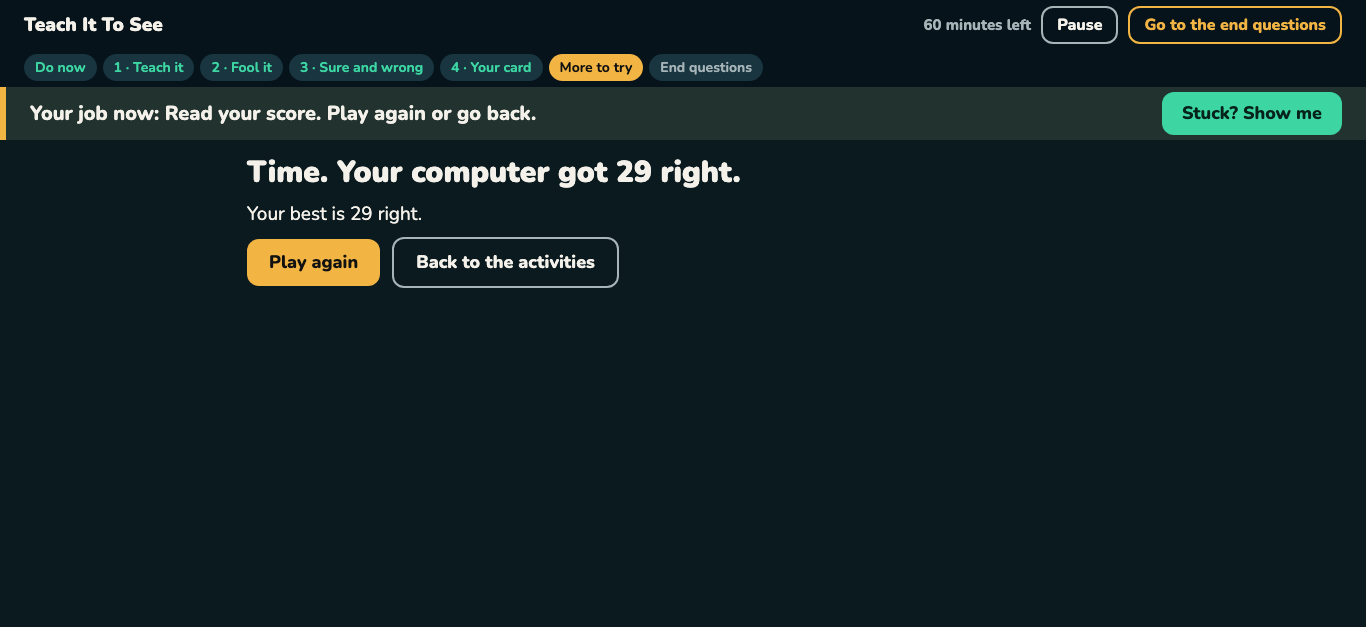 Teach It To See
60 minutes left
Pause
Go to the end questions
Do now
1 · Teach it
2 · Fool it
3 · Sure and wrong
4 · Your card
More to try
End questions
Your job now: Read your score. Play again or go back.
Stuck? Show me
Time. Your computer got 29 right.
Your best is 29 right.
Play again
Back to the activities